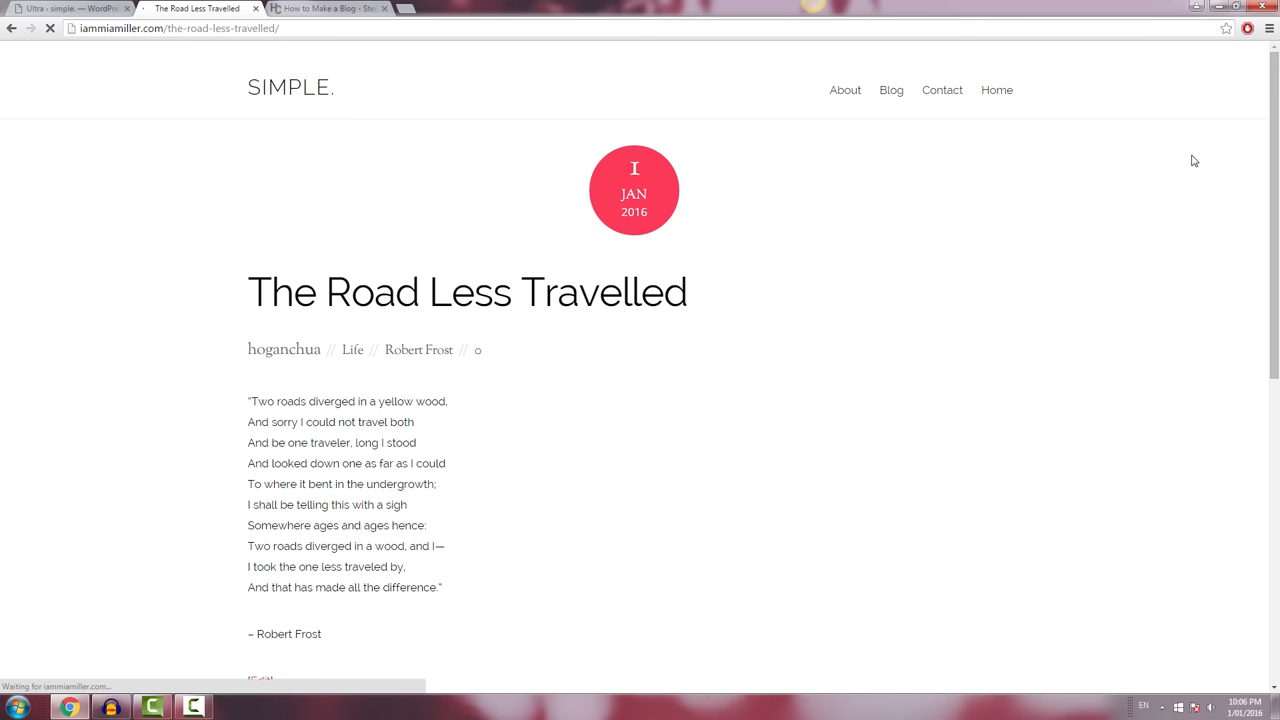 Ultra ‹ simple. — WordPr
The Road Less Travelled
How to Make a Blog - Ste
iammiamiller.com/the-road-less-travelled/
SIMPLE.
About Blog Contact Home
1
JAN
2016
The Road Less Travelled
hoganchua // Life // Robert Frost // 0
“Two roads diverged in a yellow wood,
And sorry I could not travel both
And be one traveler, long I stood
And looked down one as far as I could
To where it bent in the undergrowth;
I shall be telling this with a sigh
Somewhere ages and ages hence:
Two roads diverged in a wood, and I—
I took the one less traveled by,
And that has made all the difference.”
– Robert Frost
[Edit]
Waiting for iammiamiller.com...
EN
10:06 PM
1/01/2016